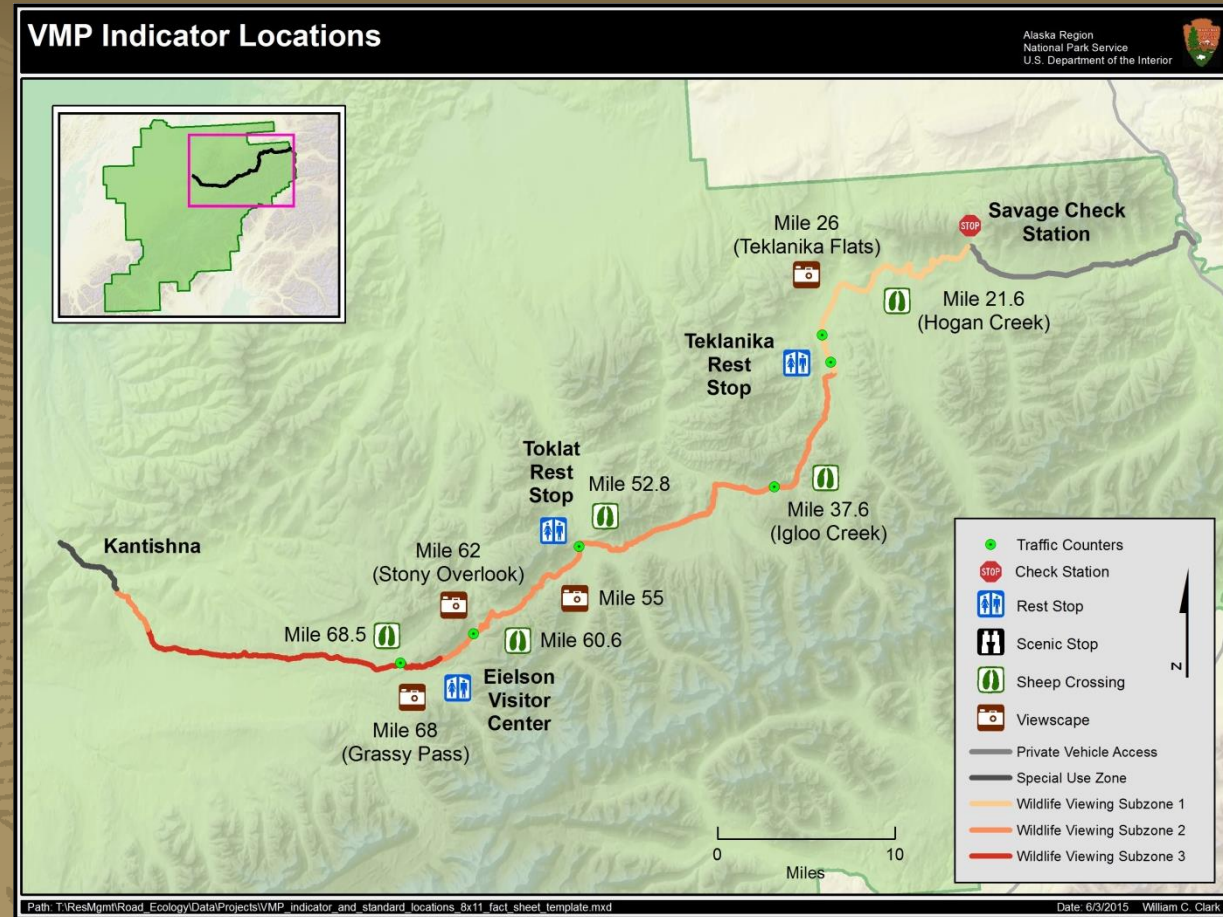 VMP Indicator Locations
Alaska Region
National Park Service
U.S. Department of the Interior
Savage Check
Station
STOP
Mile 26
(Teklanika Flats)
Mile 21.6
(Hogan Creek)
Teklanika
Rest
Stop
Toklat
Rest
Stop
Mile 52.8
Mile 37.6
(Igloo Creek)
Kantishna
Mile 62
(Stony Overlook)
Mile 55
Mile 68.5
Mile 60.6
Eielson
Visitor
Center
Mile 68
(Grassy Pass)
Traffic Counters
STOP
Check Station
Rest Stop
Scenic Stop
Sheep Crossing
Viewscape
Private Vehicle Access
Special Use Zone
Wildlife Viewing Subzone 1
Wildlife Viewing Subzone 2
Wildlife Viewing Subzone 3
N
0 10
Miles
Path: T:\ResMgmt\Road_Ecology\Data\Projects\VMP_indicator_and_standard_locations_8x11_fact_sheet_template.mxd
Date: 6/3/2015 William C. Clark